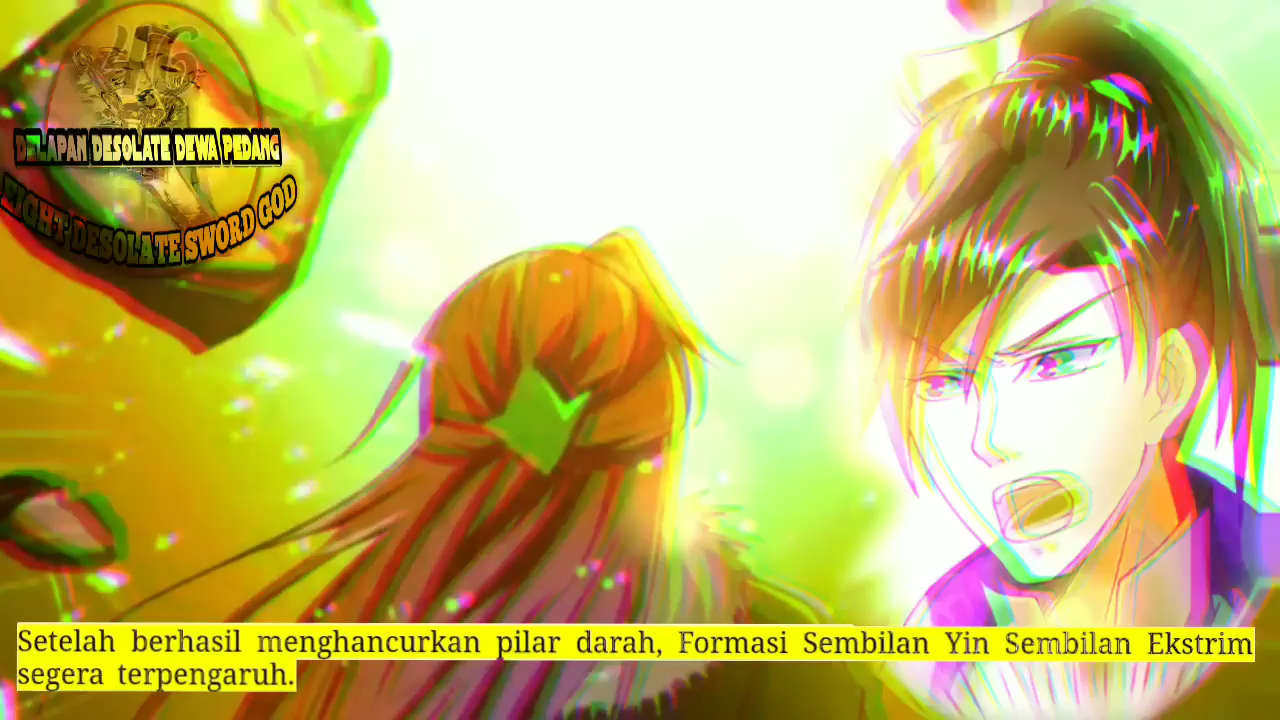 DELAPAN DESOLATE DEWA PEDANG
EIGHT DESOLATE SWORD GOD
Setelah berhasil menghancurkan pilar darah, Formasi Sembilan Yin Sembilan Ekstrim
segera terpengaruh.